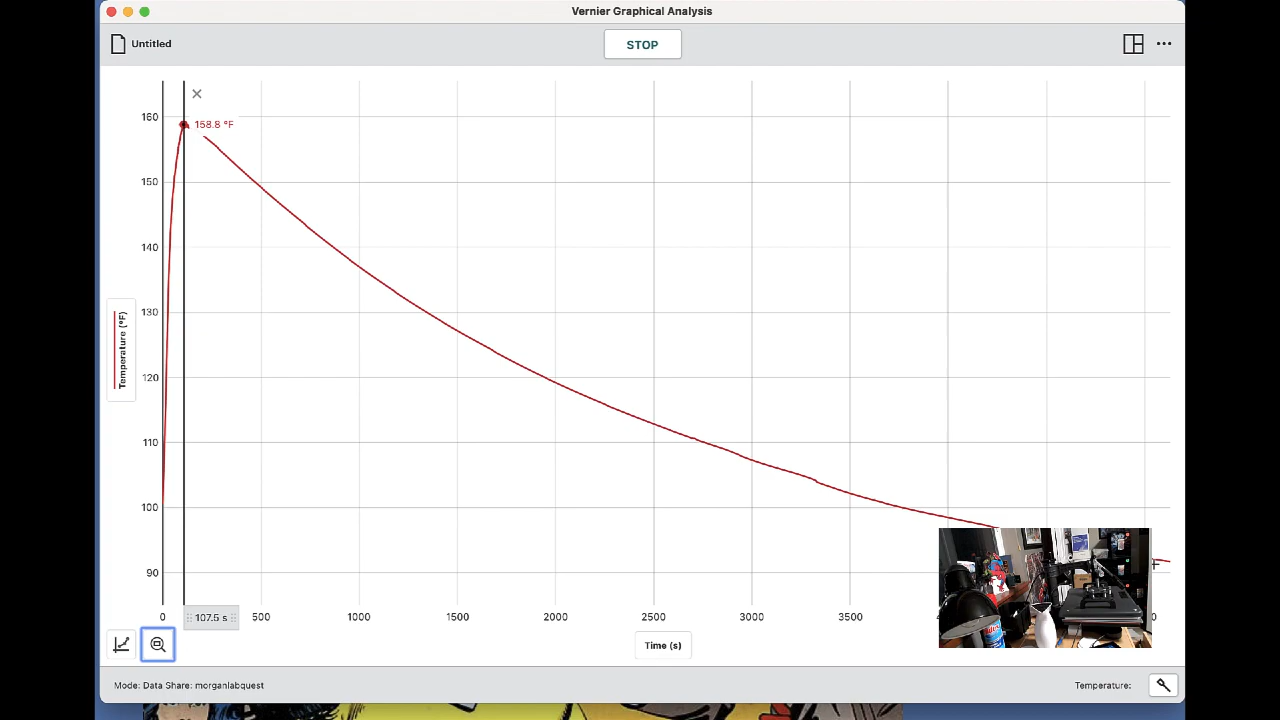 Vernier Graphical Analysis
Untitled
STOP
158.8 °F
160
150
140
130
120
110
100
90
Temperature (°F)
0
107.5 s
500
1000
1500
2000
2500
3000
3500
0
Time (s)
Mode: Data Share: morganlabquest
Temperature: